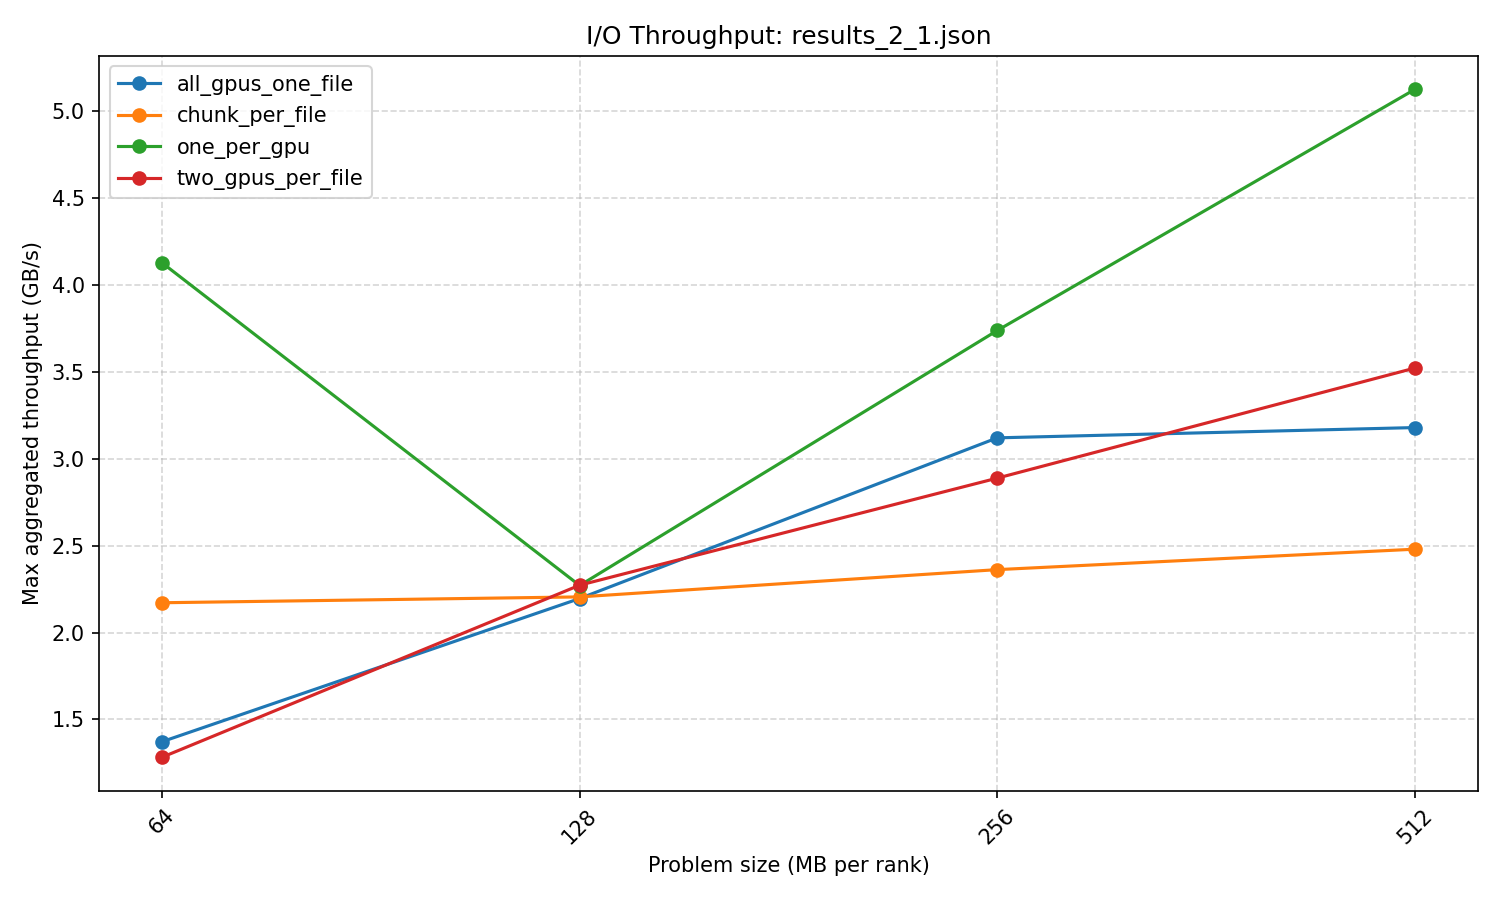 I/O Throughput: results_2_1.json
all_gpus_one_file
chunk_per_file
one_per_gpu
two_gpus_per_file
Max aggregated throughput (GB/s)
5.0
4.5
4.0
3.5
3.0
2.5
2.0
1.5
64
128
256
512
Problem size (MB per rank)